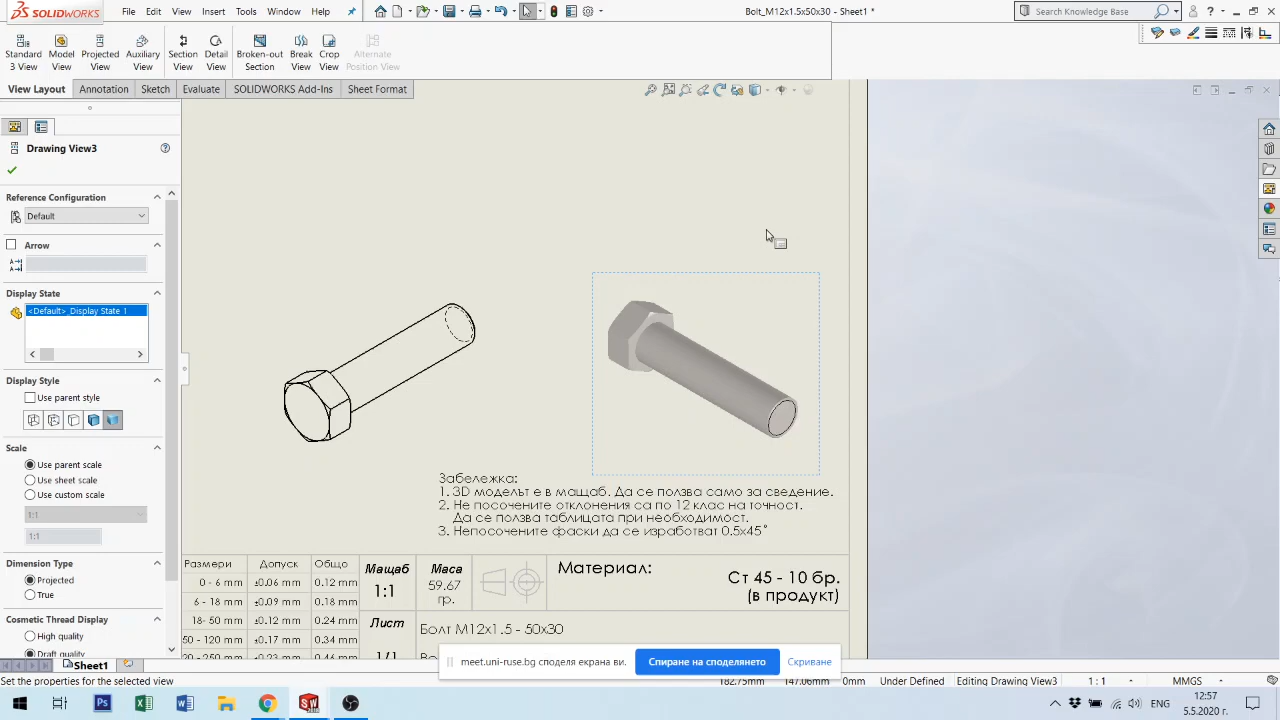 SOLIDWORKS
File Edit View Insert Tools Window Help
Bolt_M12x1.5x50x30 - Sheet1 *
Search Knowledge Base
Standard 3 View
Model View
Projected View
Auxiliary View
Section View
Detail View
Broken-out Section
Break View
Crop View
Alternate Position View
View Layout Annotation Sketch Evaluate SOLIDWORKS Add-Ins Sheet Format
Drawing View3
Reference Configuration
Default
Arrow
Display State
<Default>_Display State 1
Display Style
Use parent style
Scale
Use parent scale
Use sheet scale
Use custom scale
1:1
1:1
Dimension Type
Projected
True
Cosmetic Thread Display
High quality
Draft quality
Забележка:
1. 3D моделът е в мащаб. Да се ползва само за сведение.
2. Не посочените отклонения са по 12 клас на точност.
Да се ползва таблицата при необходимост.
3. Непосочените фаски да се изработват 0.5x45°
Размери Допуск Общо
0 - 6 mm ±0.06 mm 0.12 mm
6 - 18 mm ±0.09 mm 0.18 mm
18- 50 mm ±0.12 mm 0.24 mm
50 - 120 mm ±0.17 mm 0.34 mm
Мащаб
1:1
Маса
59.67
гр.
Материал:
Ст 45 - 10 бр.
(в продукт)
Лист
1/1
Болт M12x1.5 - 50x30
meet.uni-ruse.bg споделя екрана ви.
Спиране на споделянето
Скриване
Sheet1
Set the properties for the selected view
182.75mm 147.06mm 0mm Under Defined Editing Drawing View3 1 : 1 MMGS
ENG
12:57
5.5.2020 г.